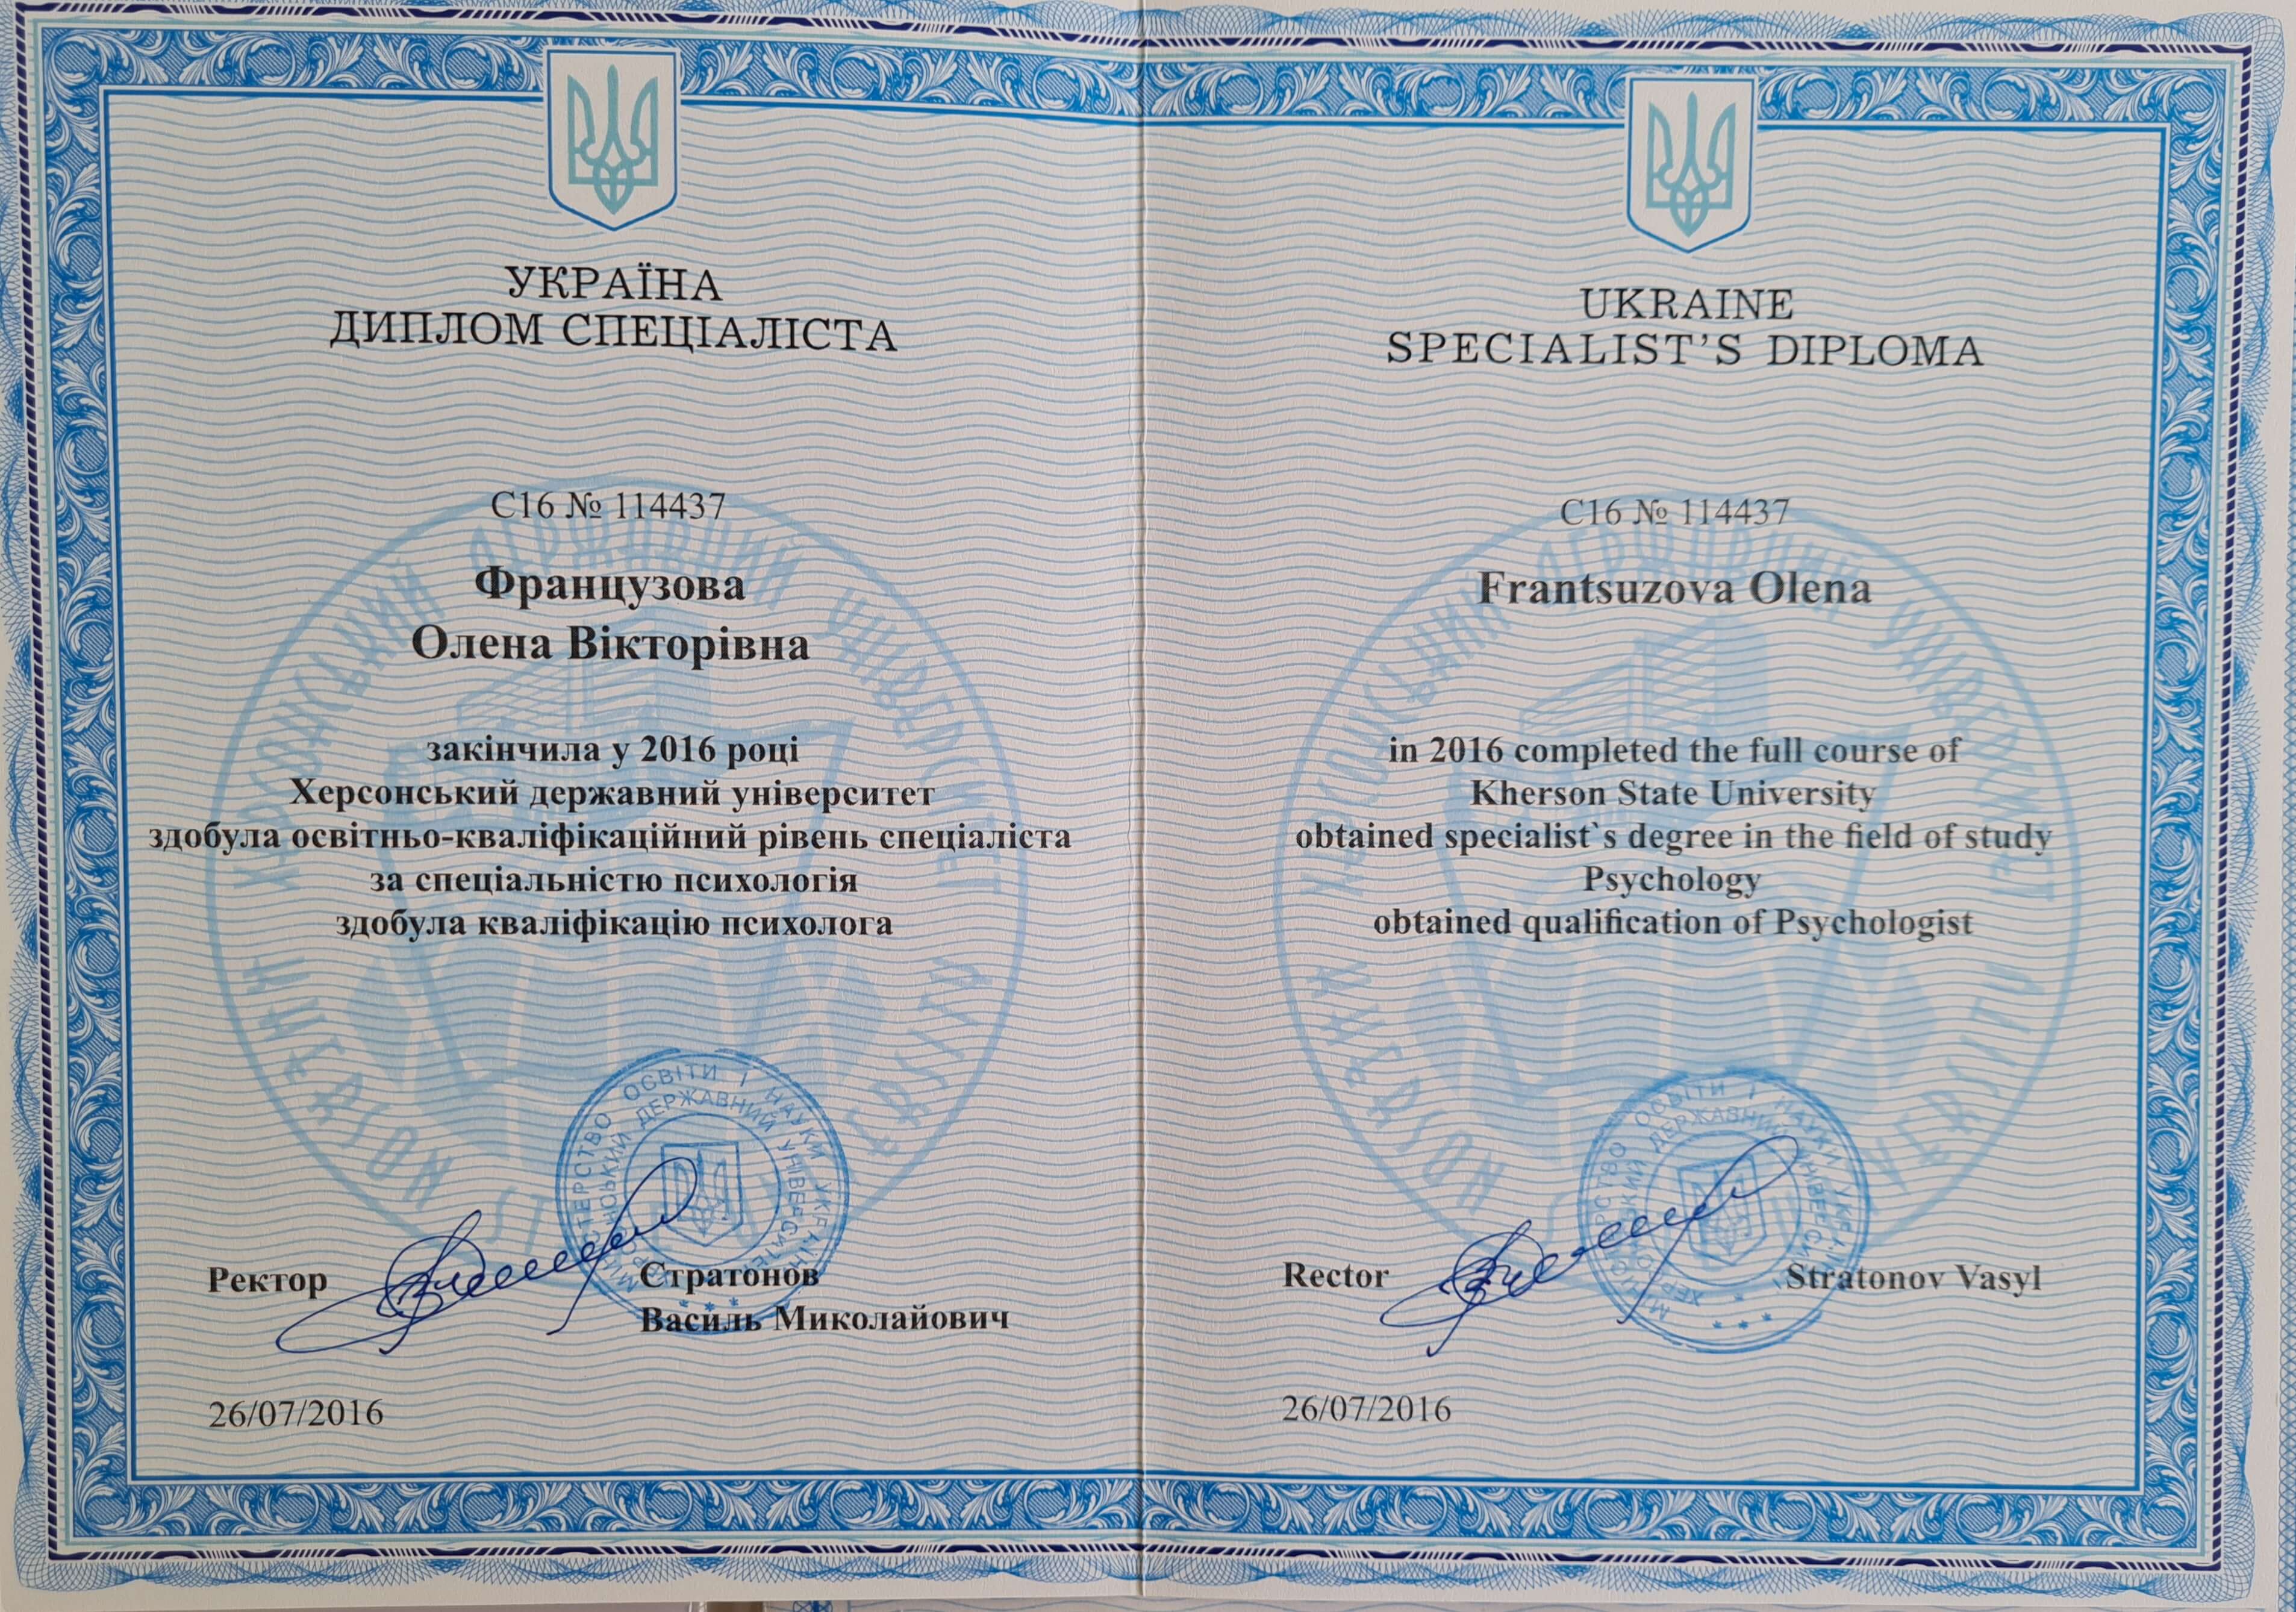 УКРАЇНА
ДИПЛОМ СПЕЦІАЛІСТА
С16 № 114437
Французова
Олена Вікторівна
закінчила у 2016 році
Херсонський державний університет
здобула освітньо-кваліфікаційний рівень спеціаліста
за спеціальністю психологія
здобула кваліфікацію психолога
Ректор
Стратонов
Василь Миколайович
26/07/2016
UKRAINE
SPECIALIST'S DIPLOMA
C16 № 114437
Frantsuzova Olena
in 2016 completed the full course of
Kherson State University
obtained specialist`s degree in the field of study
Psychology
obtained qualification of Psychologist
Rector
Stratonov Vasyl
26/07/2016